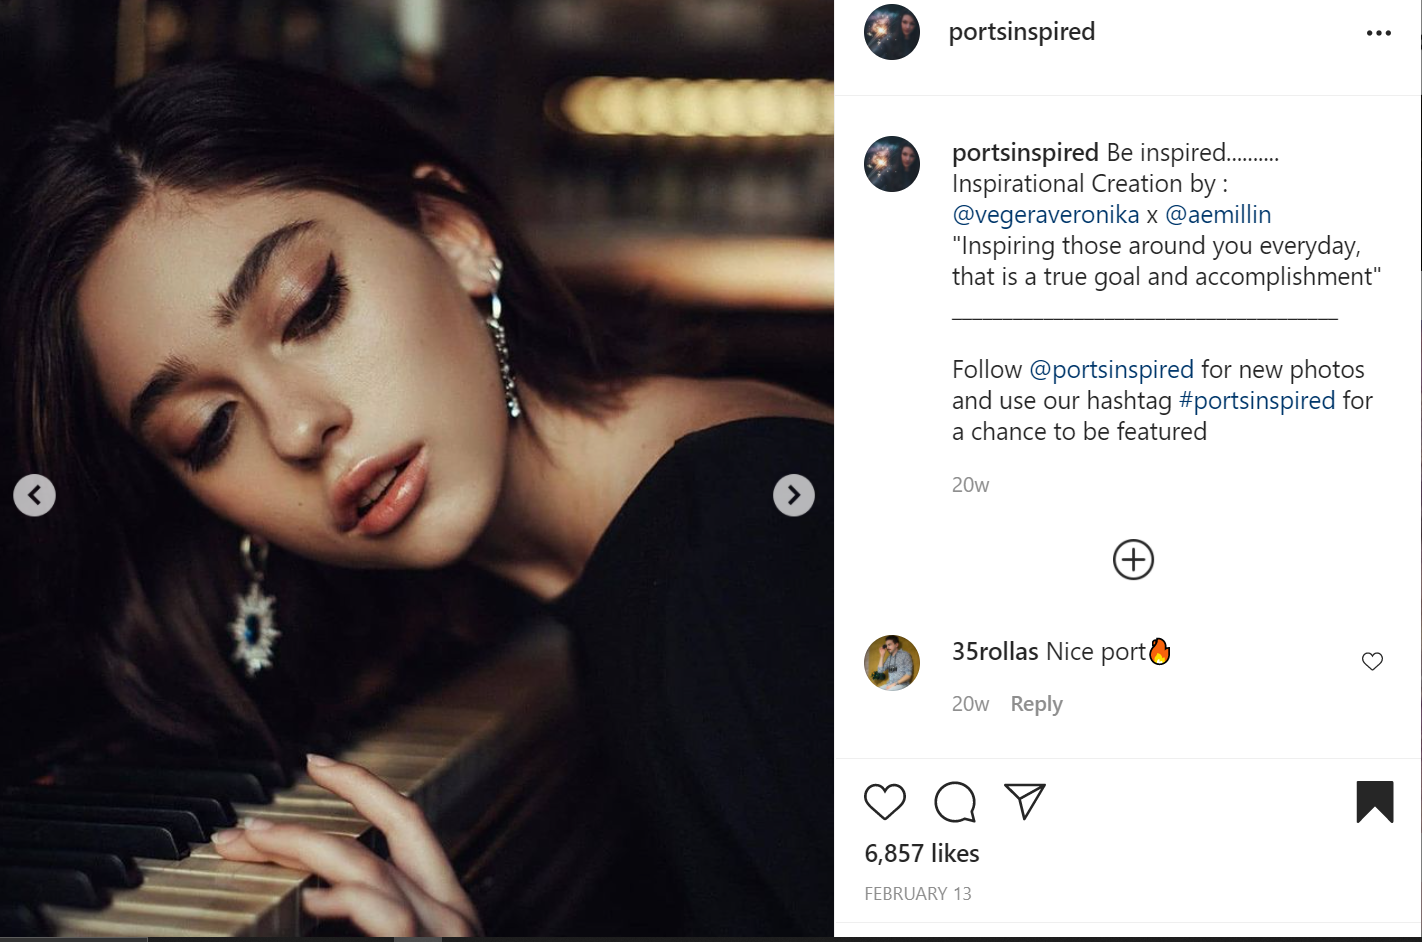 portsinspired
portsinspired Be inspired..........
Inspirational Creation by :
@vegeraveronika x @aemillin
"Inspiring those around you everyday,
that is a true goal and accomplishment"
___________________________________
Follow @portsinspired for new photos
and use our hashtag #portsinspired for
a chance to be featured
20w
35rollas Nice port🔥
20w Reply
6,857 likes
FEBRUARY 13